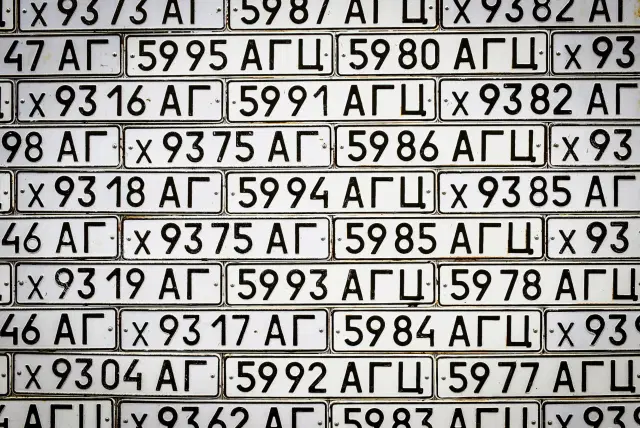 х 9373 АГ 5987 АГЦ х 9382 АГ
47 АГ 5995 АГЦ 5980 АГЦ х 93
х 9316 АГ 5991 АГЦ х 9382 АГ
98 АГ х 9375 АГ 5986 АГЦ х 93
х 9318 АГ 5994 АГЦ х 9385 АГ
46 АГ х 9375 АГ 5985 АГЦ х 93
х 9319 АГ 5993 АГЦ 5978 АГЦ
46 АГ х 9317 АГ 5984 АГЦ х 93
х 9304 АГ 5992 АГЦ 5977 АГЦ
АГЦ х 9362 АГ 5983 АГЦ х 93